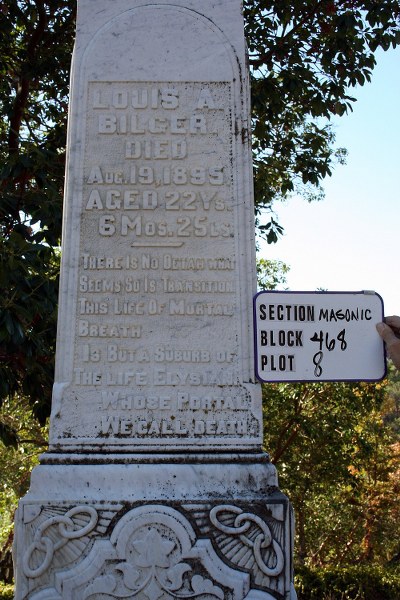 LOUIS A.
BILGER.
DIED
AUG. 19, 1895.
AGED 22 YS.
6 MOS. 25 DS.
THERE IS NO DETAH WHAT
SEEMS SO IS TRANSITION
THIS LIFE OF MORTAL
BREATH
IS BUT A SUBURB OF
THE LIFE ELYSIAN
WHOSE PORTAL
WE CALL DEATH.
SECTION MASONIC
BLOCK 468
PLOT 8